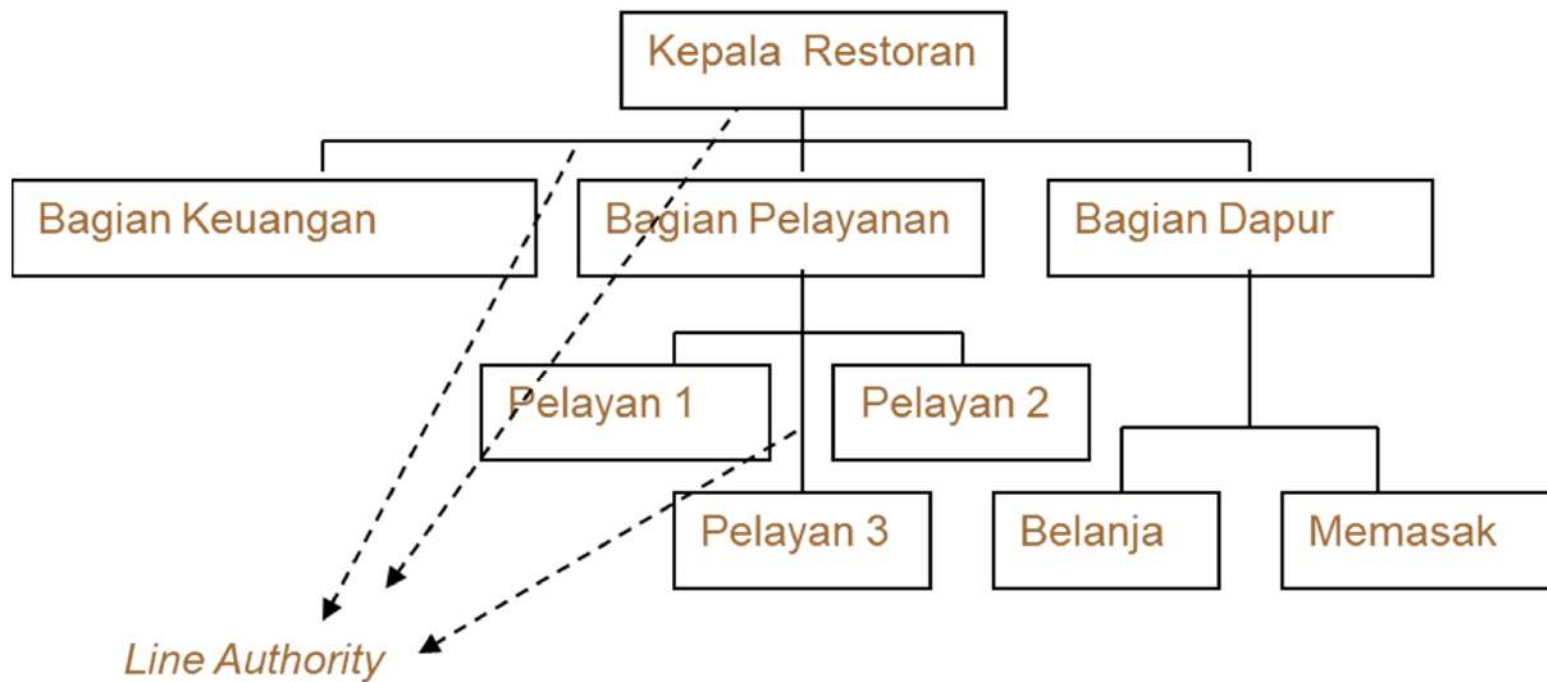 Kepala Restoran
Bagian Keuangan
Bagian Pelayanan
Bagian Dapur
Pelayan 1
Pelayan 2
Pelayan 3
Belanja
Memasak
Line Authority